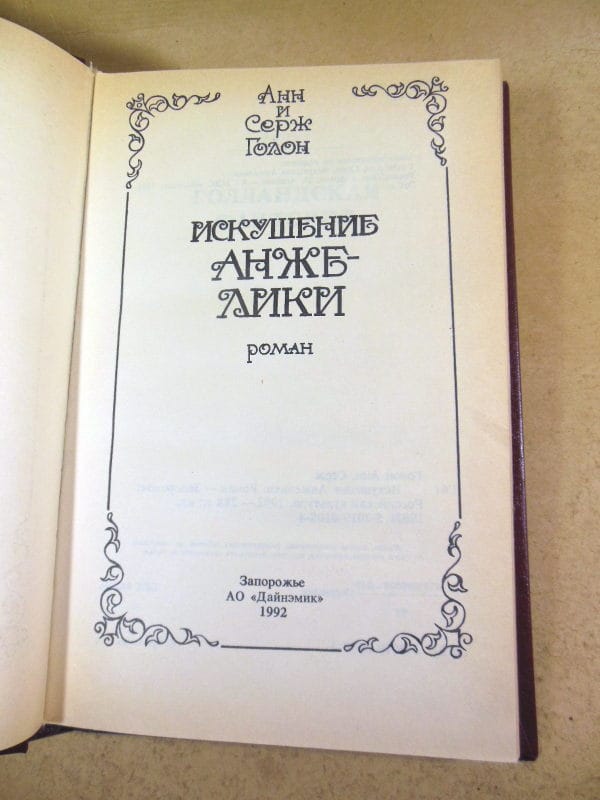 Анн
и
Серж
Голон
ИСКУШЕНИЕ
АНЖЕ-
ЛИКИ
роман
Запорожье
АО «Дайнэмик»
1992